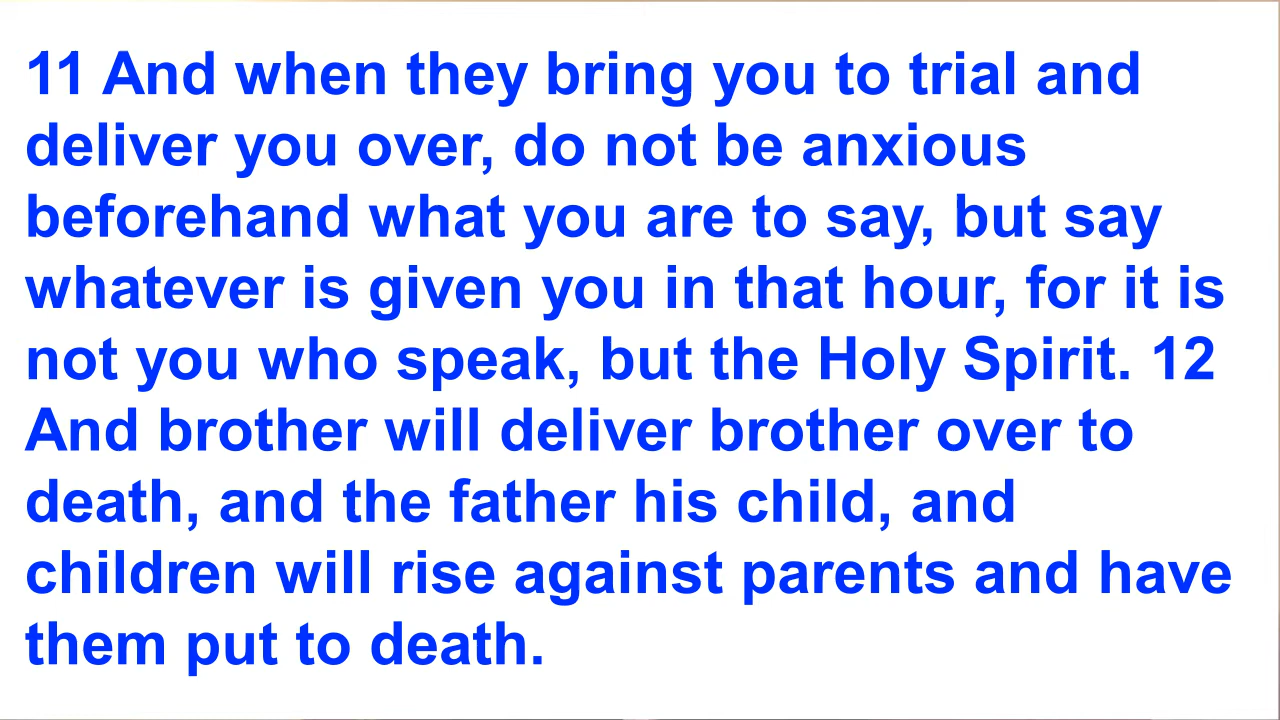 11 And when they bring you to trial and
deliver you over, do not be anxious
beforehand what you are to say, but say
whatever is given you in that hour, for it is
not you who speak, but the Holy Spirit. 12
And brother will deliver brother over to
death, and the father his child, and
children will rise against parents and have
them put to death.